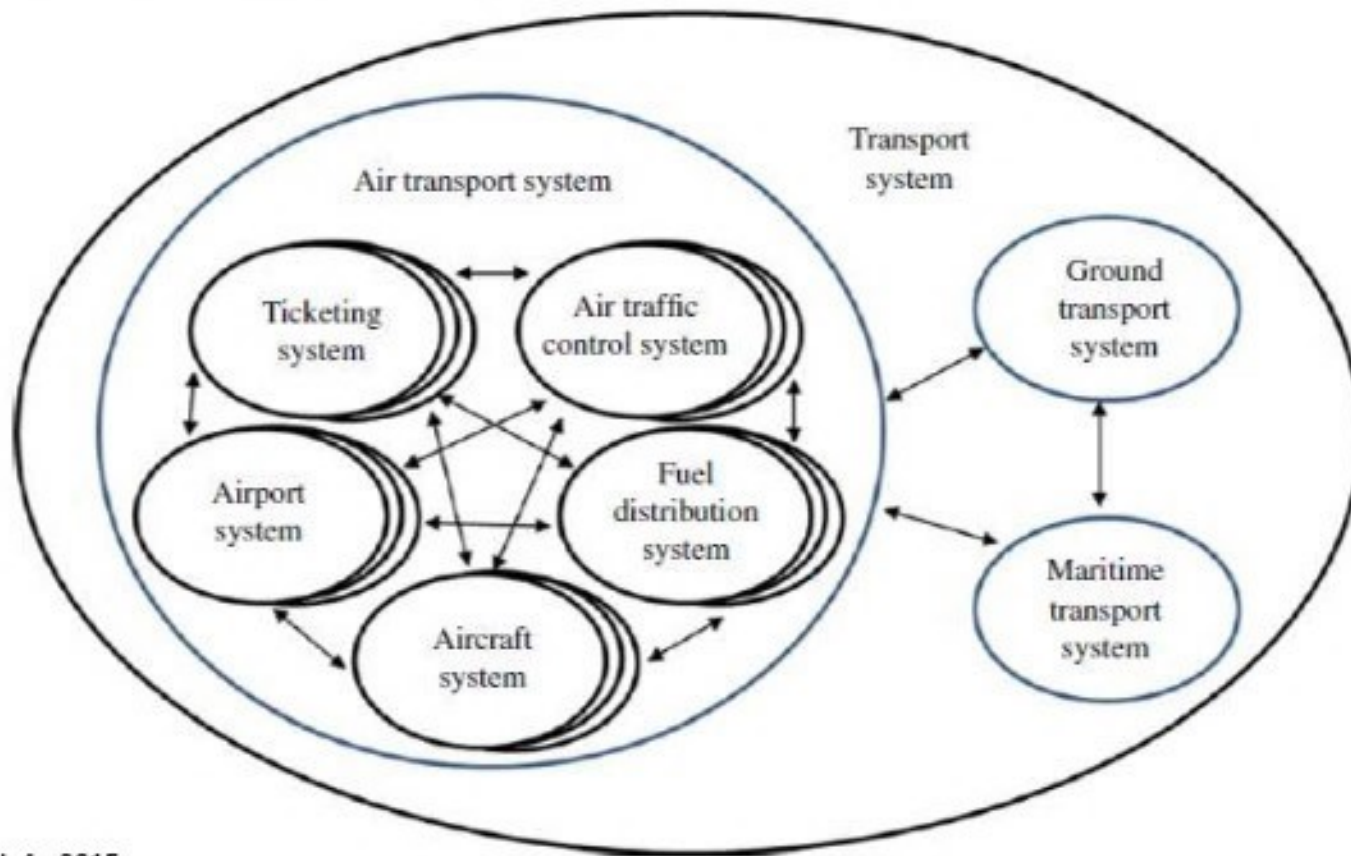 Transport
system
Air transport system
Ticketing
system
Air traffic
control system
Ground
transport
system
Airport
system
Fuel
distribution
system
Aircraft
system
Maritime
transport
system
2015